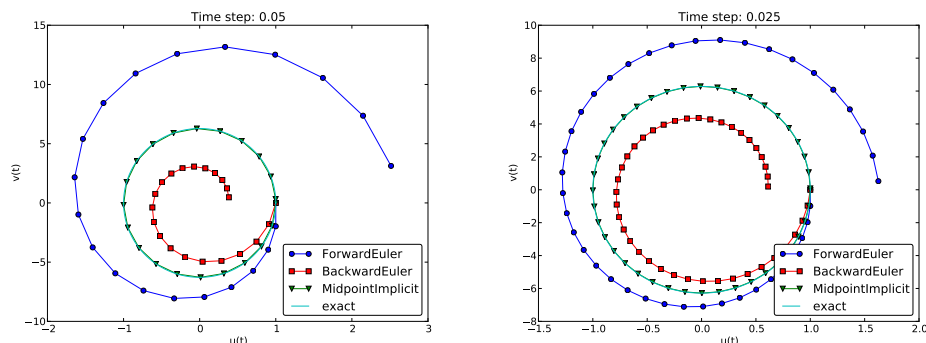 Time step: 0.05
15
10
5
0
−5
−10
v(t)
−2
−1
0
1
2
3
u(t)
ForwardEuler
BackwardEuler
MidpointImplicit
exact
Time step: 0.025
10
8
6
4
2
0
−2
−4
−6
−8
v(t)
−1.5
−1.0
−0.5
0.0
0.5
1.0
1.5
2.0
u(t)
ForwardEuler
BackwardEuler
MidpointImplicit
exact